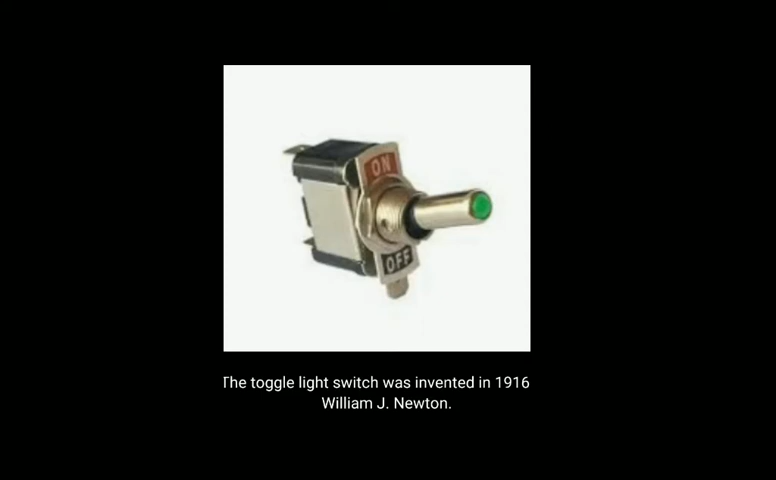 ON
OFF
The toggle light switch was invented in 1916
William J. Newton.